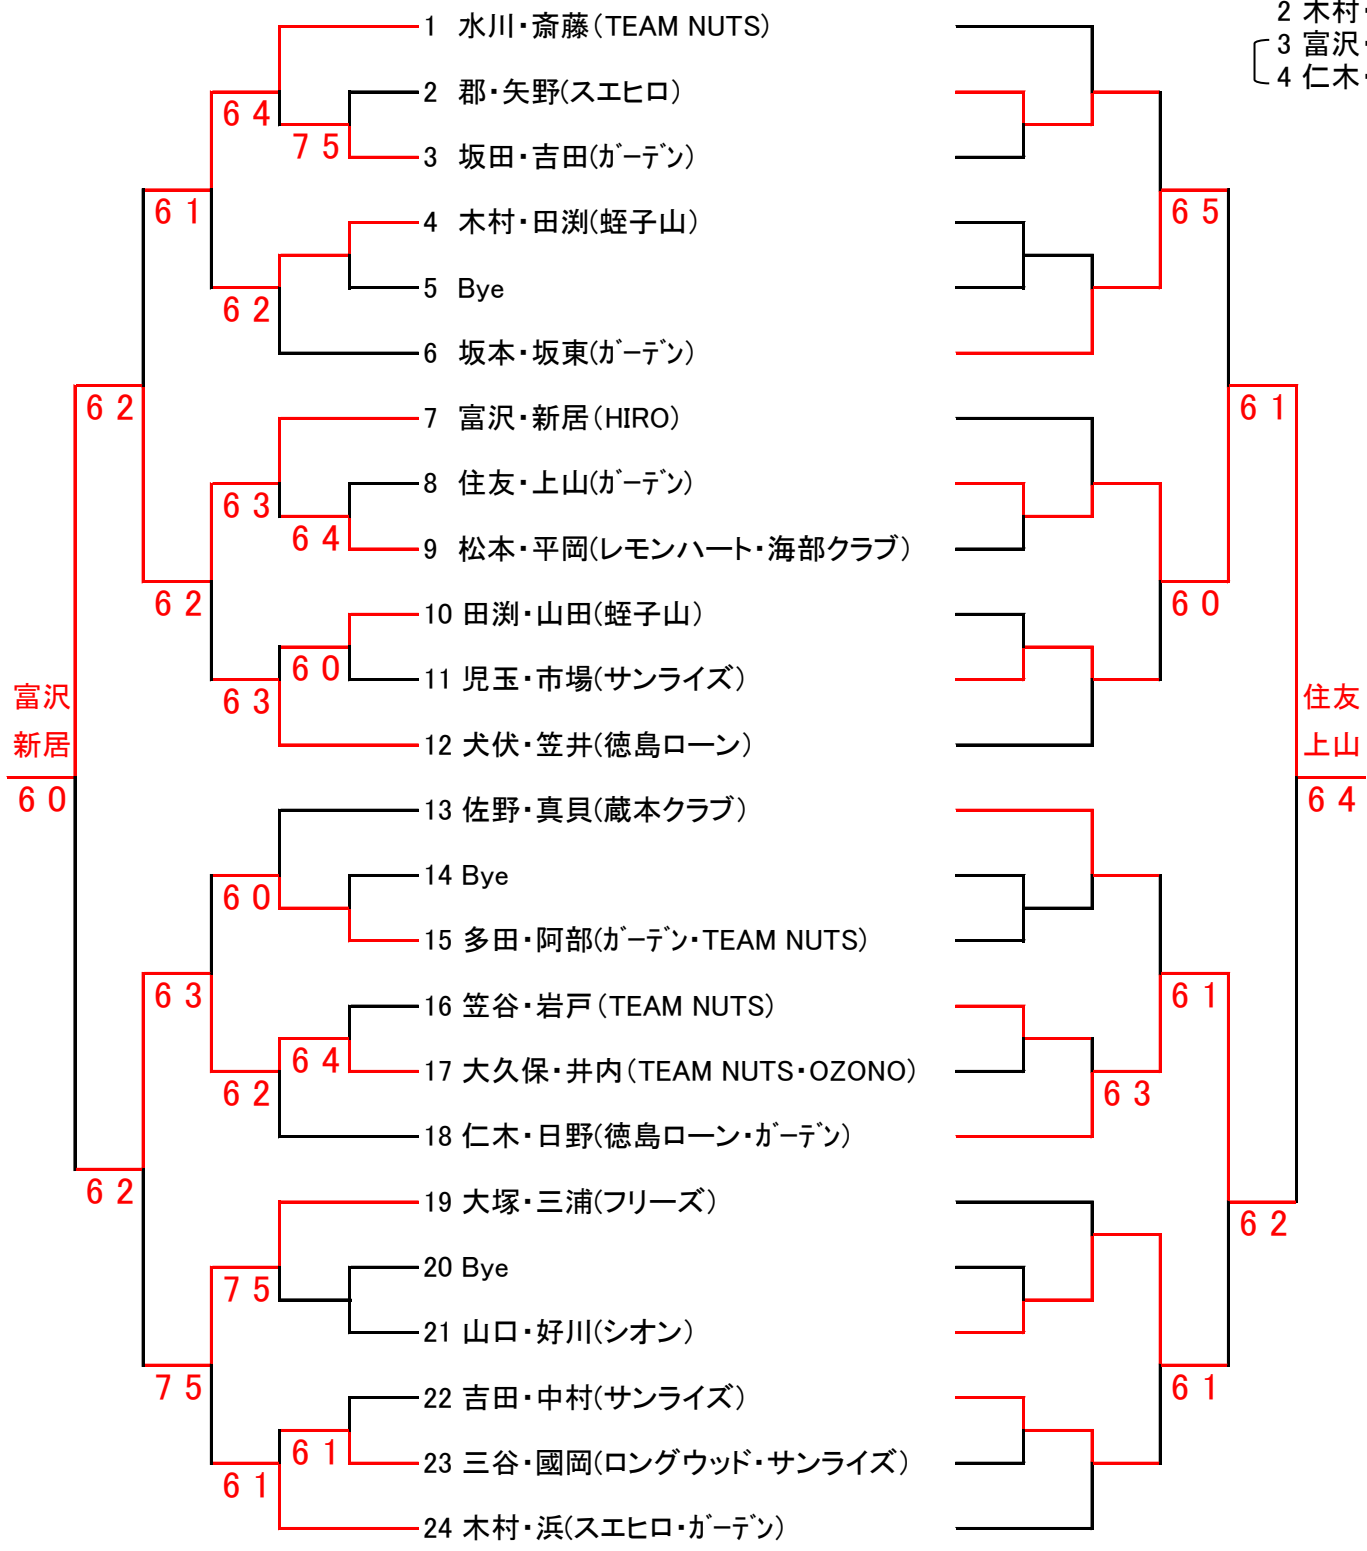 2 木村・
3 富沢・
4 仁木・
1 水川・斎藤(TEAM NUTS)
2 郡・矢野(スエヒロ)
6 4
7 5
3 坂田・吉田(ガーデン)
6 1
4 木村・田渕(蛭子山)
6 5
5 Bye
6 2
6 坂本・坂東(ガーデン)
6 2
7 富沢・新居(HIRO)
6 1
8 住友・上山(ガーデン)
6 3
6 4
9 松本・平岡(レモンハート・海部クラブ)
6 2
10 田渕・山田(蛭子山)
6 0
6 0
11 児玉・市場(サンライズ)
6 3
富沢
新居
住友
上山
12 犬伏・笠井(徳島ローン)
6 0
13 佐野・真貝(蔵本クラブ)
6 4
14 Bye
6 0
15 多田・阿部(ガーデン・TEAM NUTS)
6 3
16 笠谷・岩戸(TEAM NUTS)
6 1
6 4
17 大久保・井内(TEAM NUTS・OZONO)
6 2
6 3
18 仁木・日野(徳島ローン・ガーデン)
6 2
19 大塚・三浦(フリーズ)
6 2
20 Bye
7 5
21 山口・好川(シオン)
7 5
22 吉田・中村(サンライズ)
6 1
6 1
23 三谷・國岡(ロングウッド・サンライズ)
6 1
24 木村・浜(スエヒロ・ガーデン)